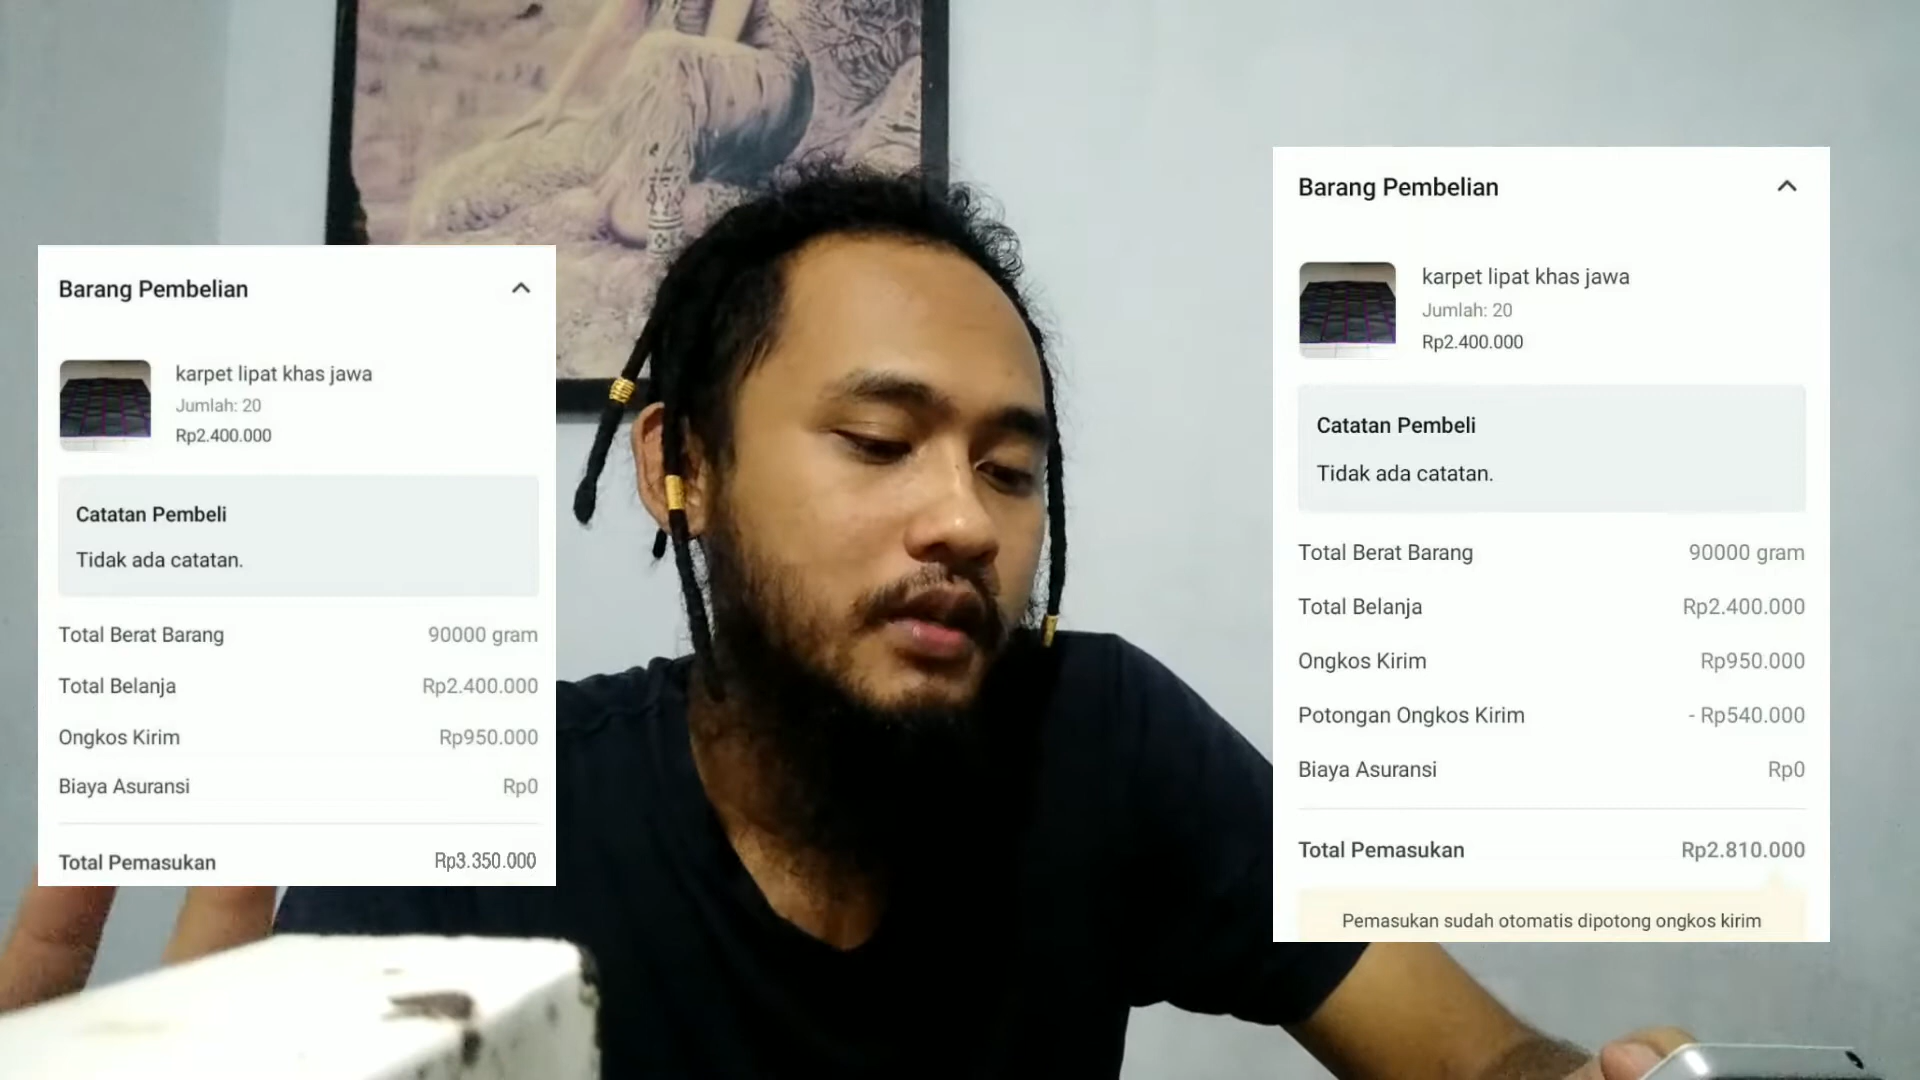 Barang Pembelian
karpet lipat khas jawa
Jumlah: 20
Rp2.400.000
Catatan Pembeli
Tidak ada catatan.
Total Berat Barang 90000 gram
Total Belanja Rp2.400.000
Ongkos Kirim Rp950.000
Biaya Asuransi Rp0
Total Pemasukan Rp3.350.000
Barang Pembelian
karpet lipat khas jawa
Jumlah: 20
Rp2.400.000
Catatan Pembeli
Tidak ada catatan.
Total Berat Barang 90000 gram
Total Belanja Rp2.400.000
Ongkos Kirim Rp950.000
Potongan Ongkos Kirim - Rp540.000
Biaya Asuransi Rp0
Total Pemasukan Rp2.810.000
Pemasukan sudah otomatis dipotong ongkos kirim